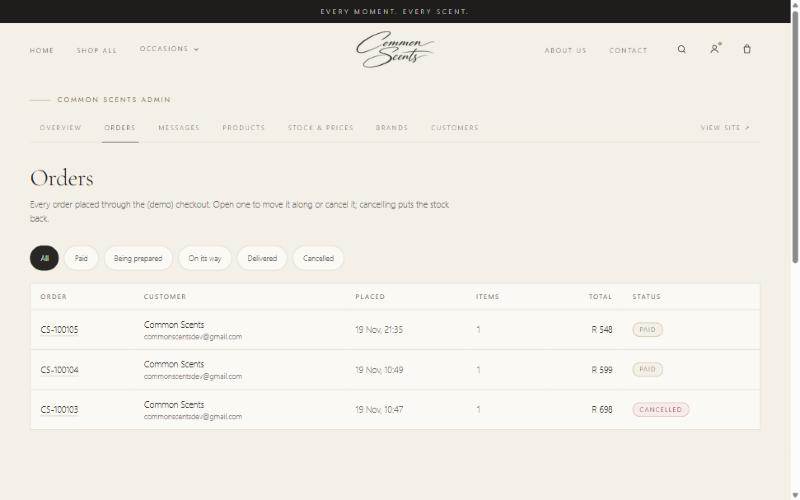 EVERY MOMENT. EVERY SCENT.
HOME SHOP ALL OCCASIONS
Common Scents
ABOUT US CONTACT
COMMON SCENTS ADMIN
OVERVIEW ORDERS MESSAGES PRODUCTS STOCK & PRICES BRANDS CUSTOMERS VIEW SITE ↗
Orders
Every order placed through the (demo) checkout. Open one to move it along or cancel it; cancelling puts the stock
back.
All Paid Being prepared On its way Delivered Cancelled
ORDER CUSTOMER PLACED ITEMS TOTAL STATUS
CS-100105 Common Scents 19 Nov, 21:35 1 R 548 PAID
commonscentsdev@gmail.com
CS-100104 Common Scents 19 Nov, 10:49 1 R 599 PAID
commonscentsdev@gmail.com
CS-100103 Common Scents 19 Nov, 10:47 1 R 698 CANCELLED
commonscentsdev@gmail.com